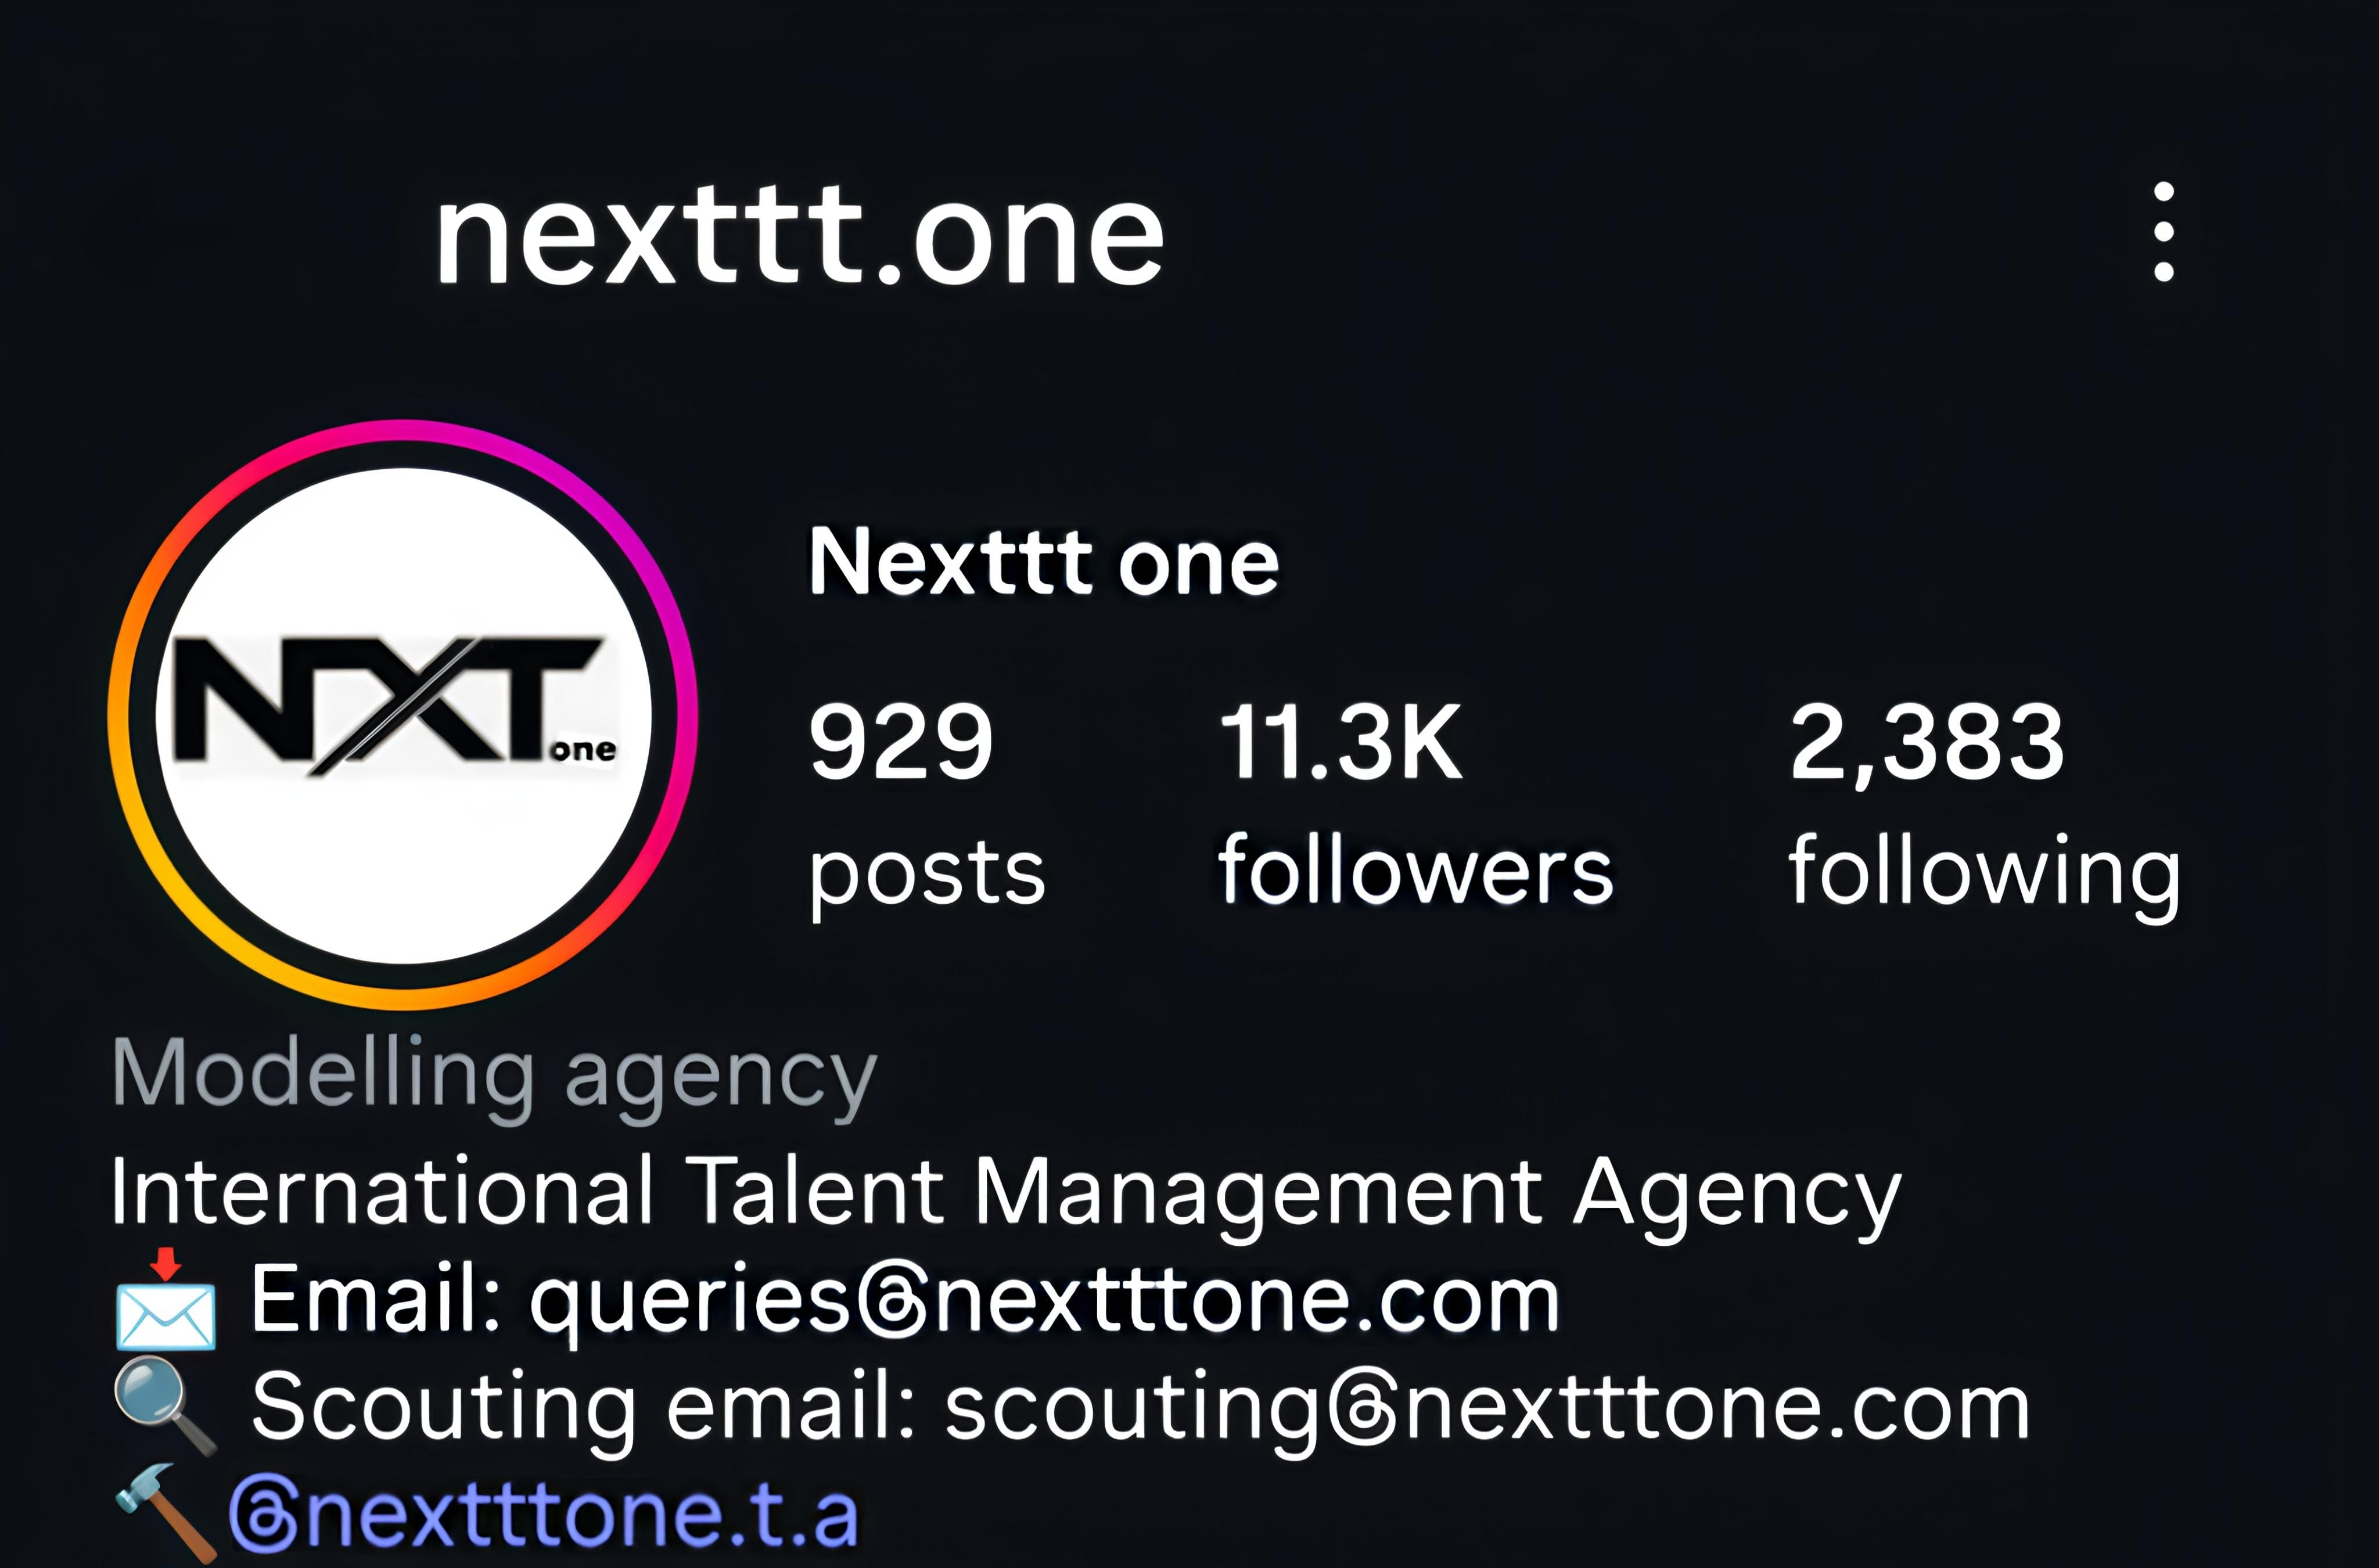 nexttt.one
NXT.one
Nexttt one
929 11.3K 2,383
posts followers following
Modelling agency
International Talent Management Agency
📩 Email: queries@nextttone.com
🔍 Scouting email: scouting@nextttone.com
🔨 @nextttone.t.a